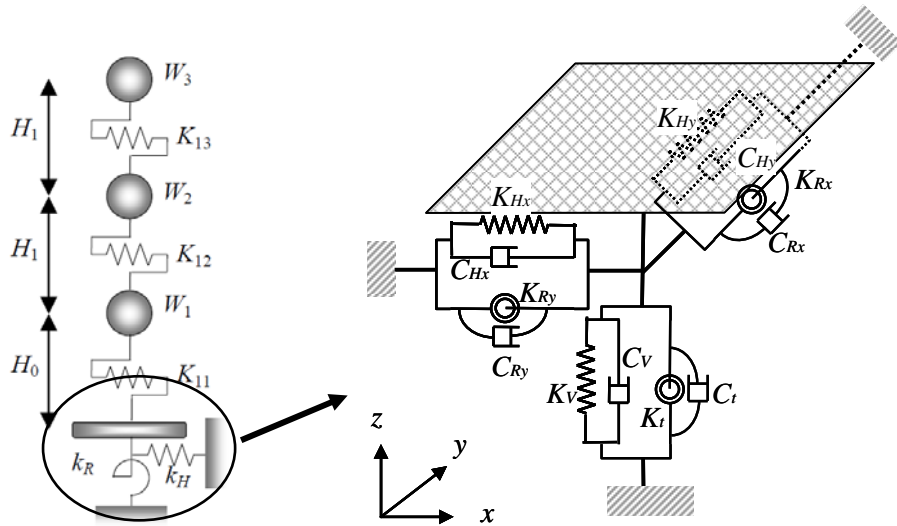 W3
H1
K13
W2
H1
K12
W1
H0
K11
kR
kH
KHy
CHy
KRx
CRx
KHx
CHx
KRy
CRy
CV
KV
Kt
Ct
z
y
x